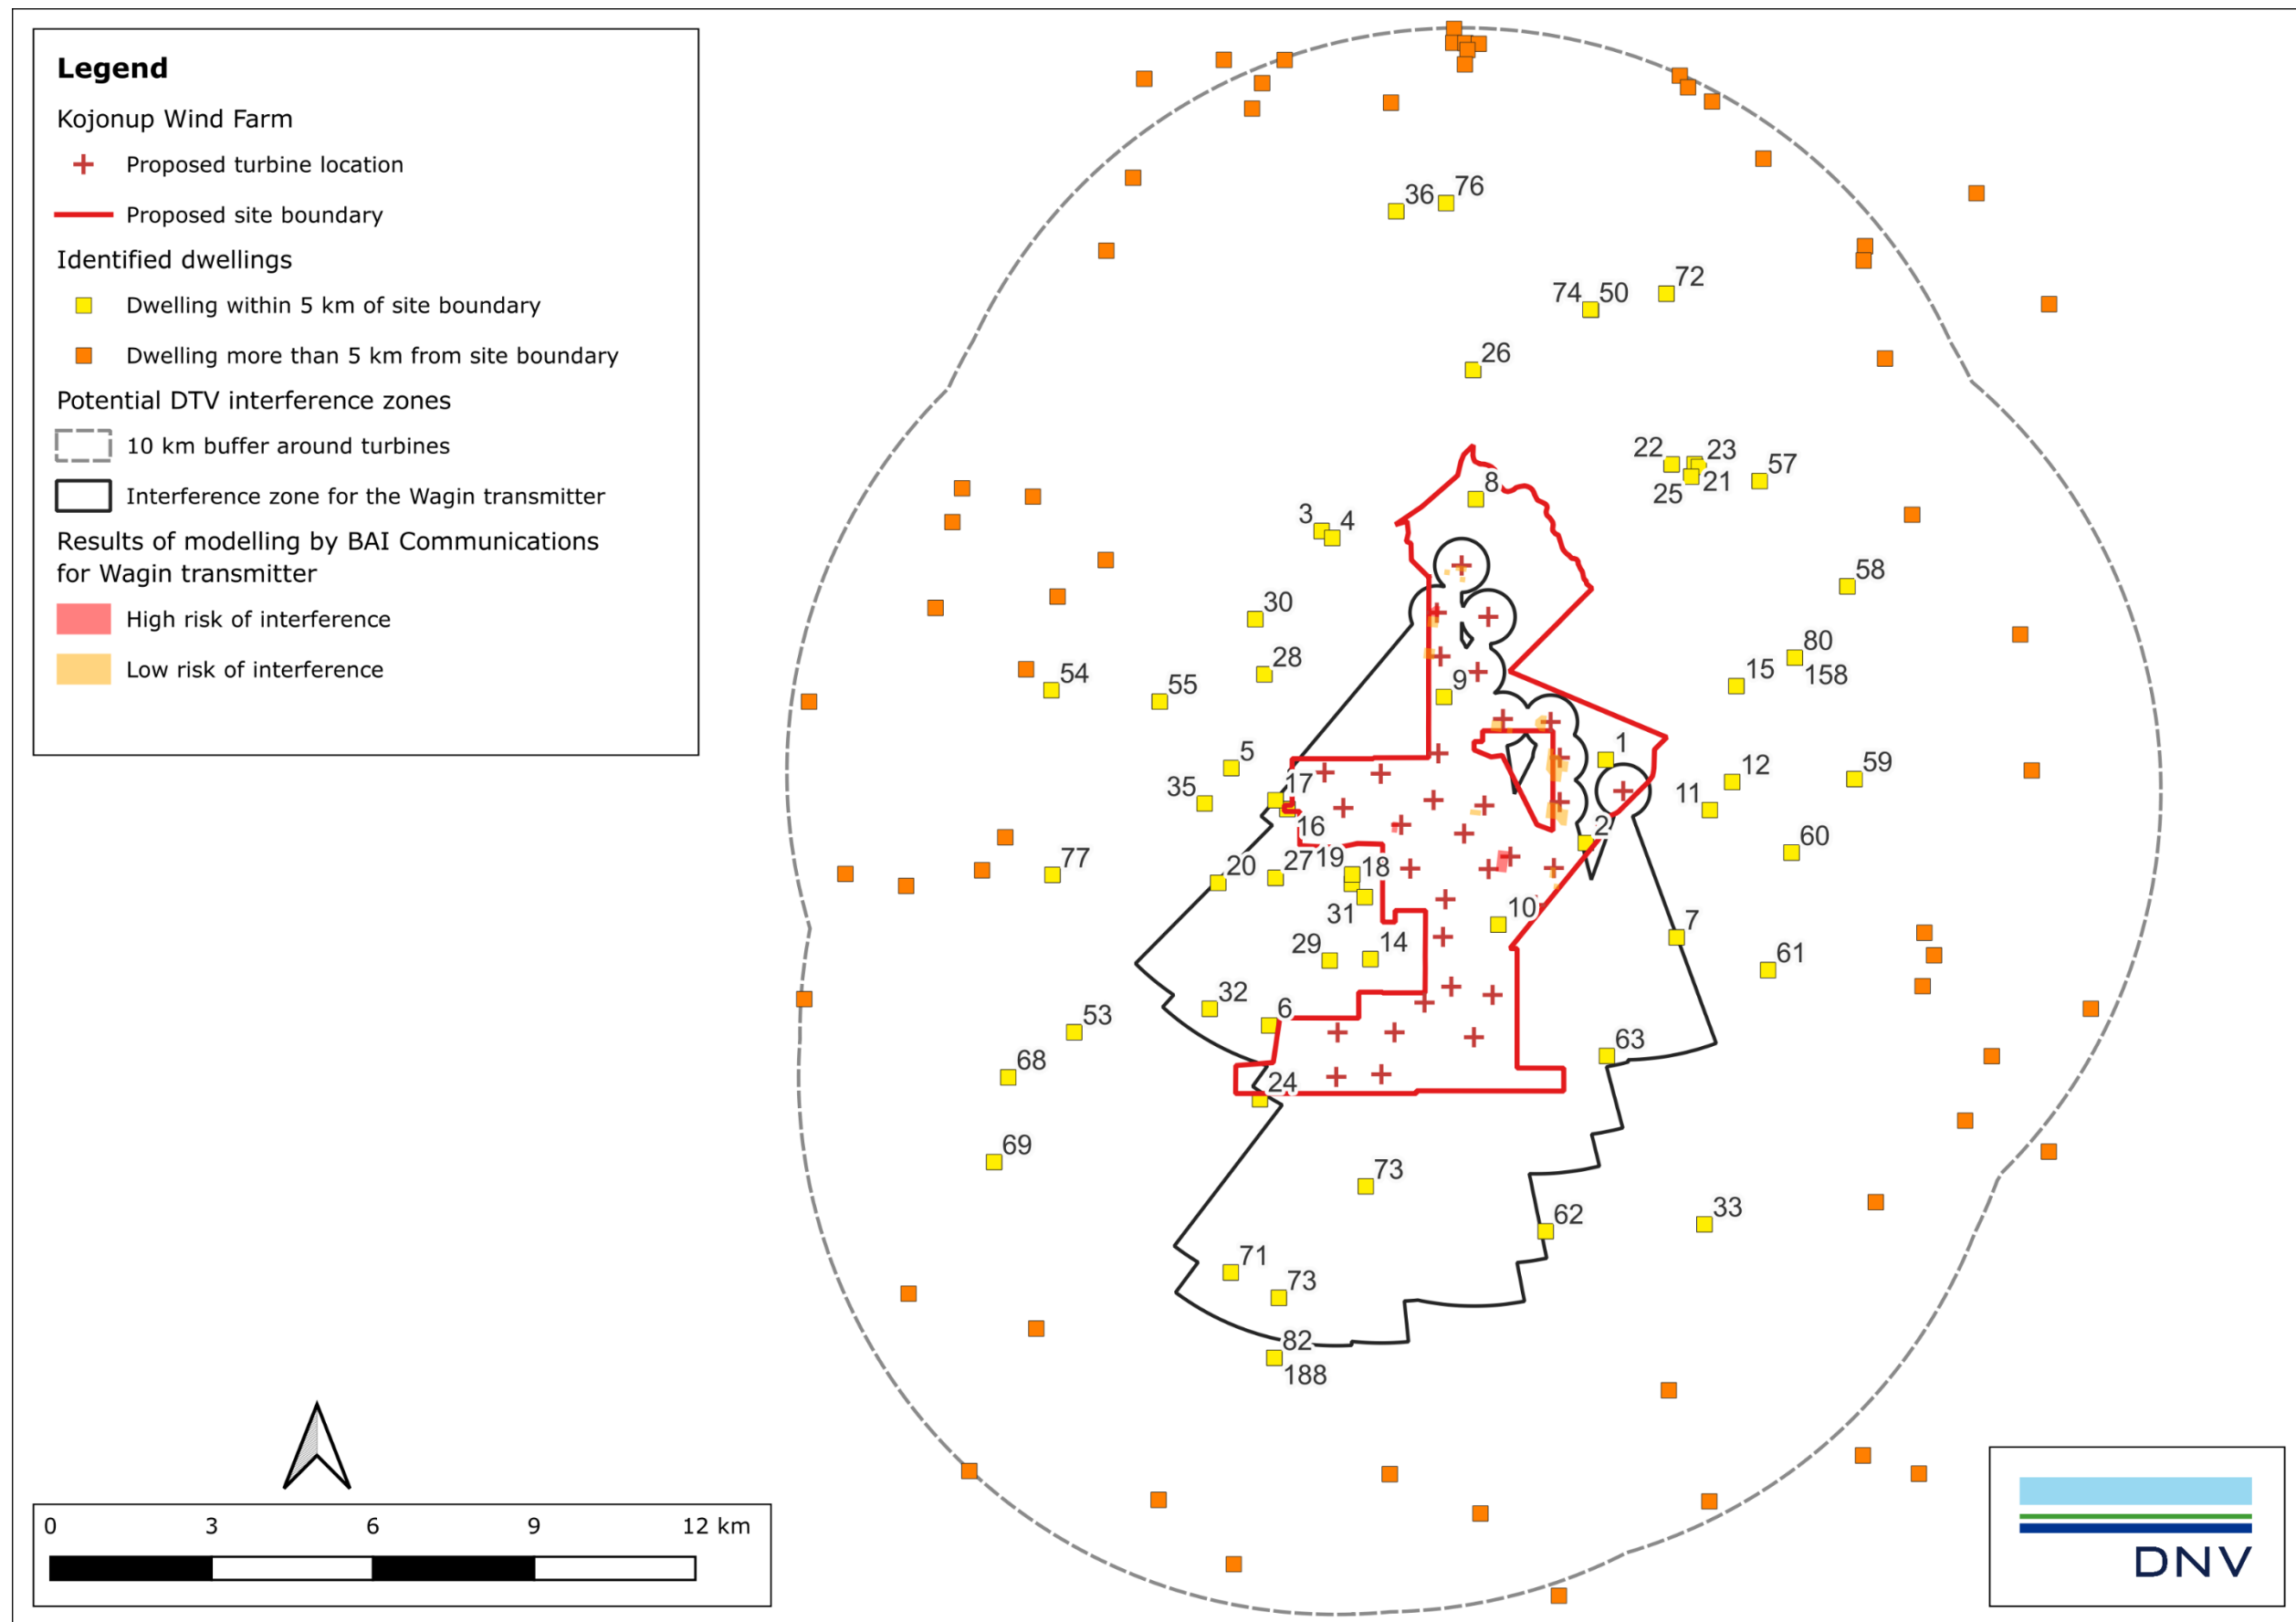 Legend
Kojonup Wind Farm
Proposed turbine location
Proposed site boundary
Identified dwellings
Dwelling within 5 km of site boundary
Dwelling more than 5 km from site boundary
Potential DTV interference zones
10 km buffer around turbines
Interference zone for the Wagin transmitter
Results of modelling by BAI Communications
for Wagin transmitter
High risk of interference
Low risk of interference
36 76
72
74 50
26
22 23
57
25 21
8
3 4
58
30
80
28
15 158
54
55
9
1
5
12
59
35
17
11
16
2
60
20 27 19 18
77
31
10
7
29 14
61
32
6
53
63
68
24
69
73
62
33
71
73
82
188
0 3 6 9 12 km
DNV